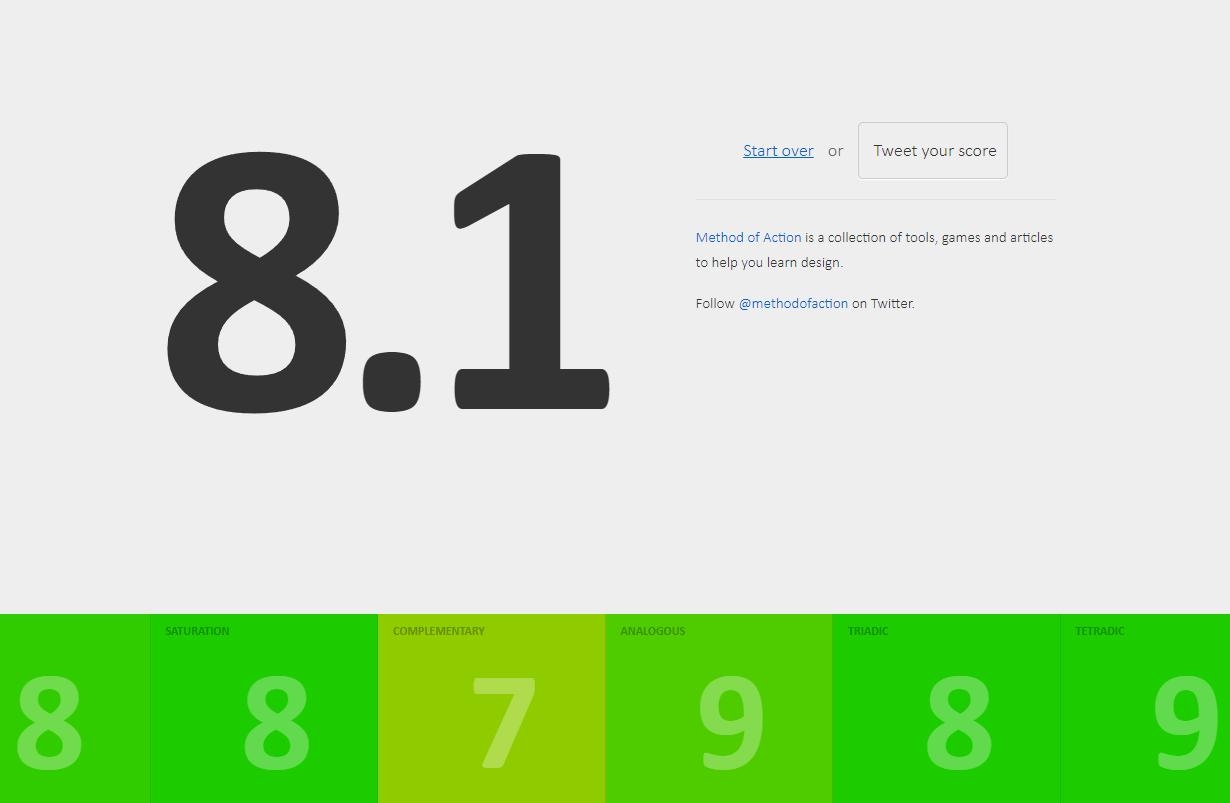 8.1
Start over or Tweet your score
Method of Action is a collection of tools, games and articles
to help you learn design.
Follow @methodofaction on Twitter.
SATURATION COMPLEMENTARY ANALOGOUS TRIADIC TETRADIC
8 8 7 9 8 9